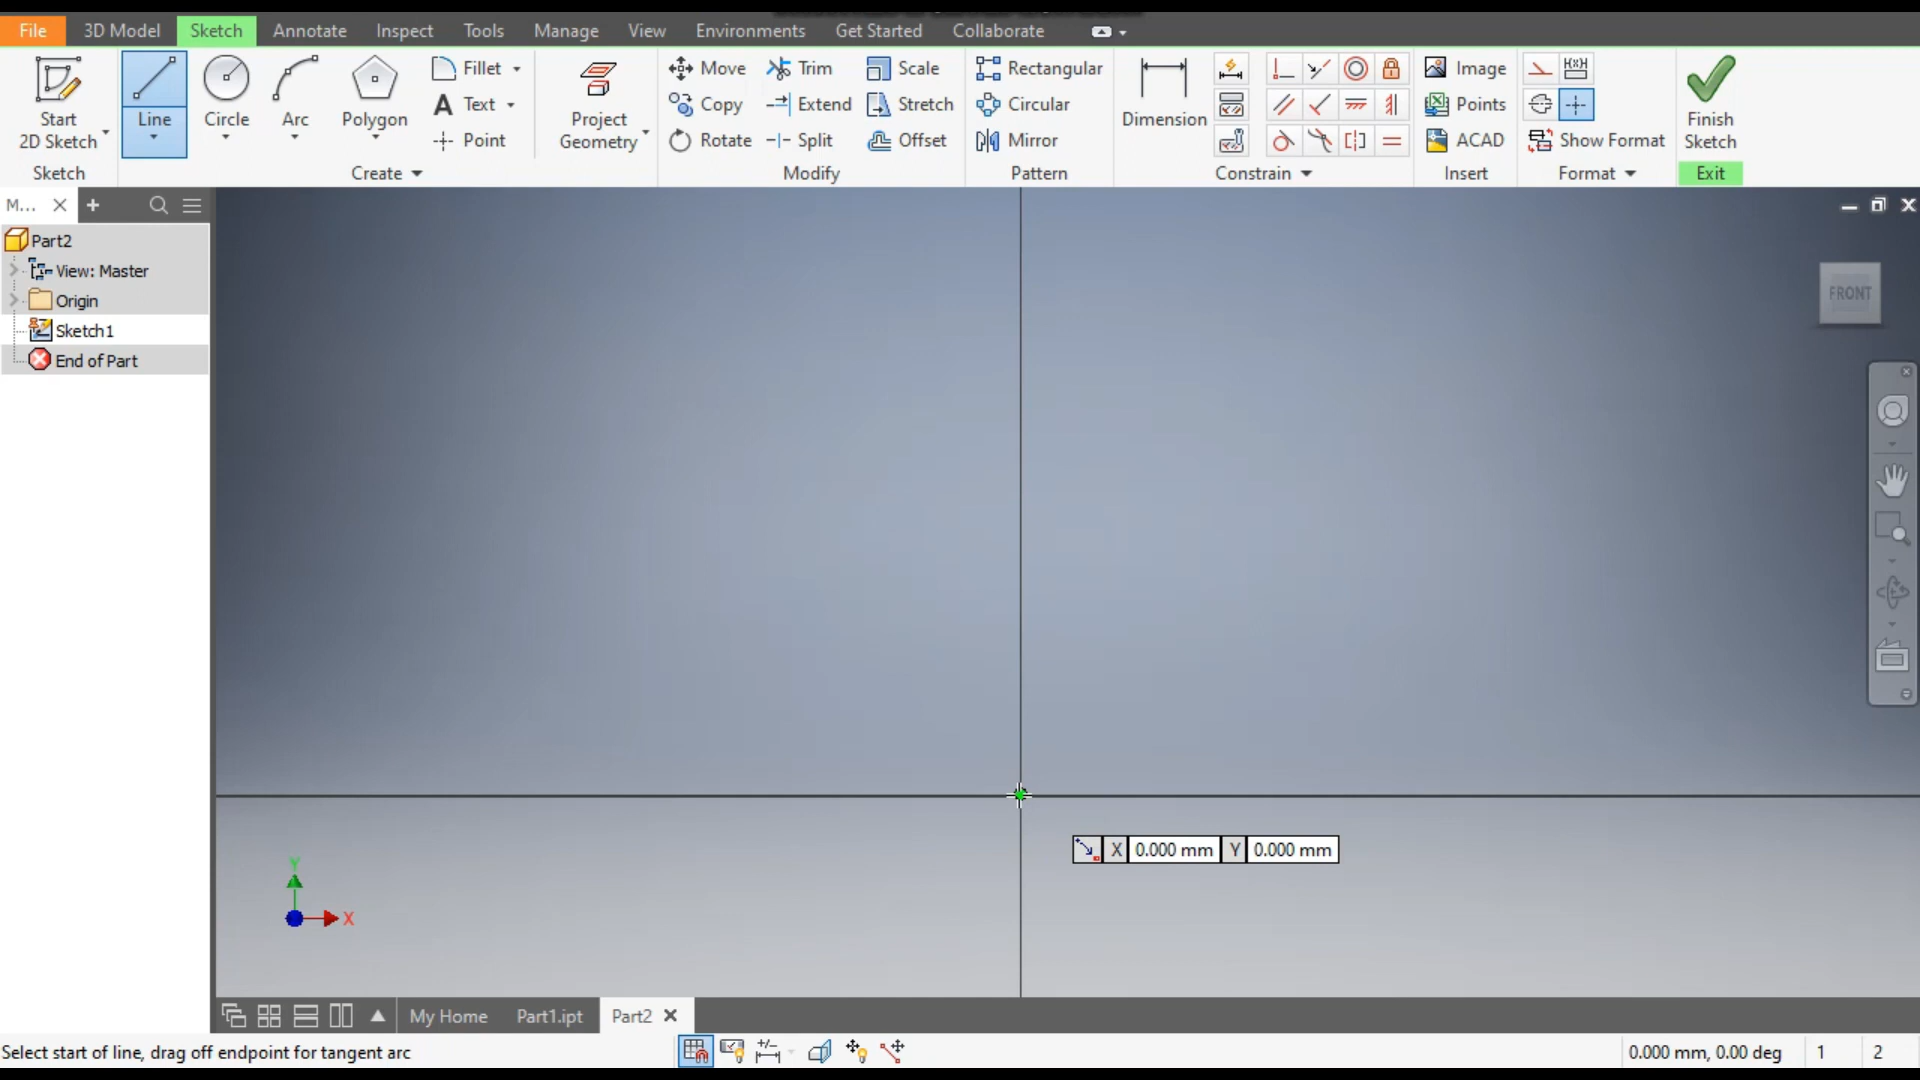 File 3D Model Sketch Annotate Inspect Tools Manage View Environments Get Started Collaborate
Start
2D Sketch
Line
Circle
Arc
Polygon
Fillet
A Text
Point
Project
Geometry
Move
Copy
Rotate
Trim
Extend
Split
Scale
Stretch
Offset
Rectangular
Circular
Mirror
Dimension
Image
Points
ACAD
Show Format
Finish
Sketch
Sketch
Create
Modify
Pattern
Constrain
Insert
Format
Exit
M...
Part2
View: Master
Origin
Sketch1
End of Part
FRONT
X 0.000 mm Y 0.000 mm
Y
X
My Home
Part1.ipt
Part2
Select start of line, drag off endpoint for tangent arc
0.000 mm, 0.00 deg 1 2